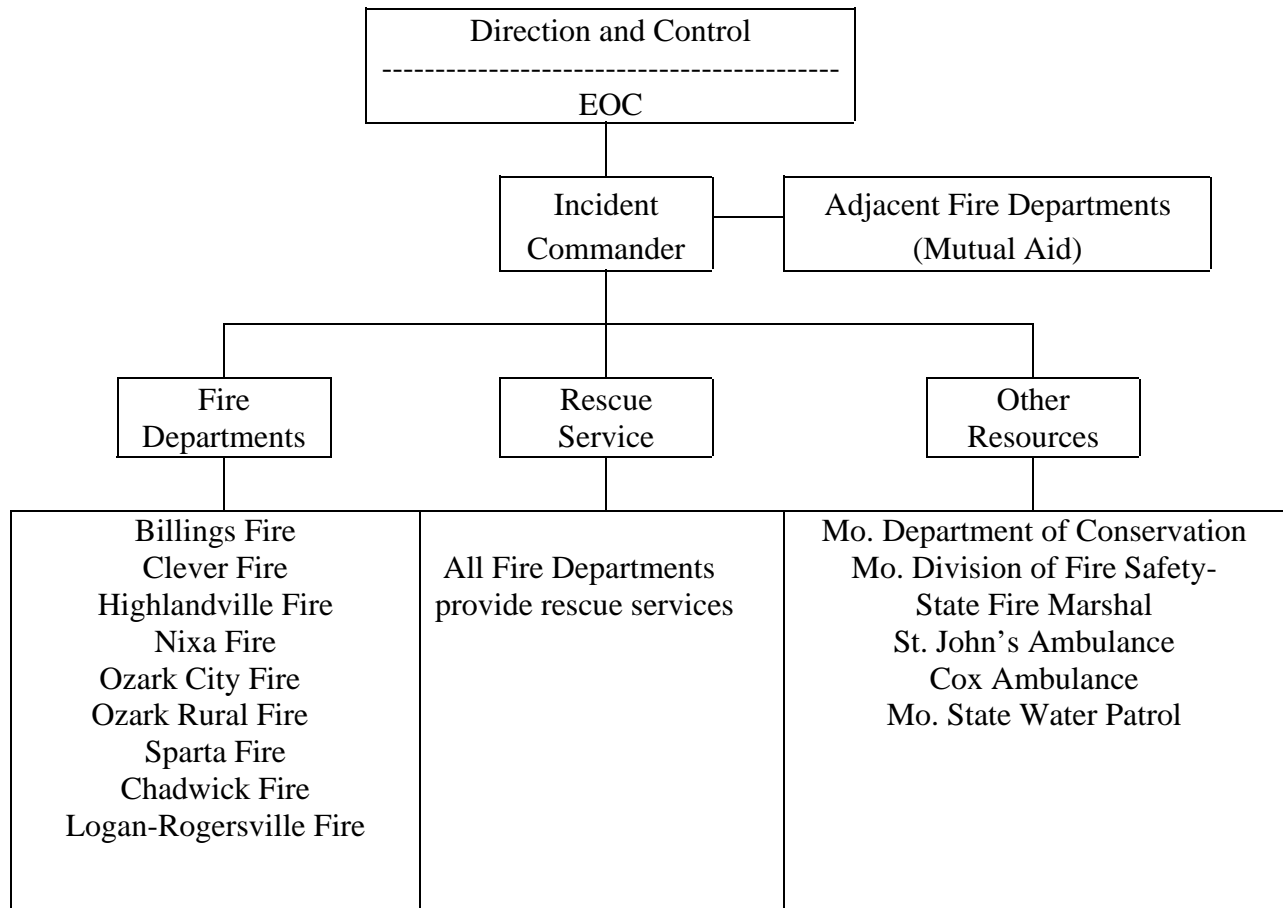 Direction and Control
-------------------------------------------
EOC
Incident
Commander
Adjacent Fire Departments
(Mutual Aid)
Fire
Departments
Rescue
Service
Other
Resources
Billings Fire
Clever Fire
Highlandville Fire
Nixa Fire
Ozark City Fire
Ozark Rural Fire
Sparta Fire
Chadwick Fire
Logan-Rogersville Fire
All Fire Departments
provide rescue services
Mo. Department of Conservation
Mo. Division of Fire Safety-
State Fire Marshal
St. John’s Ambulance
Cox Ambulance
Mo. State Water Patrol